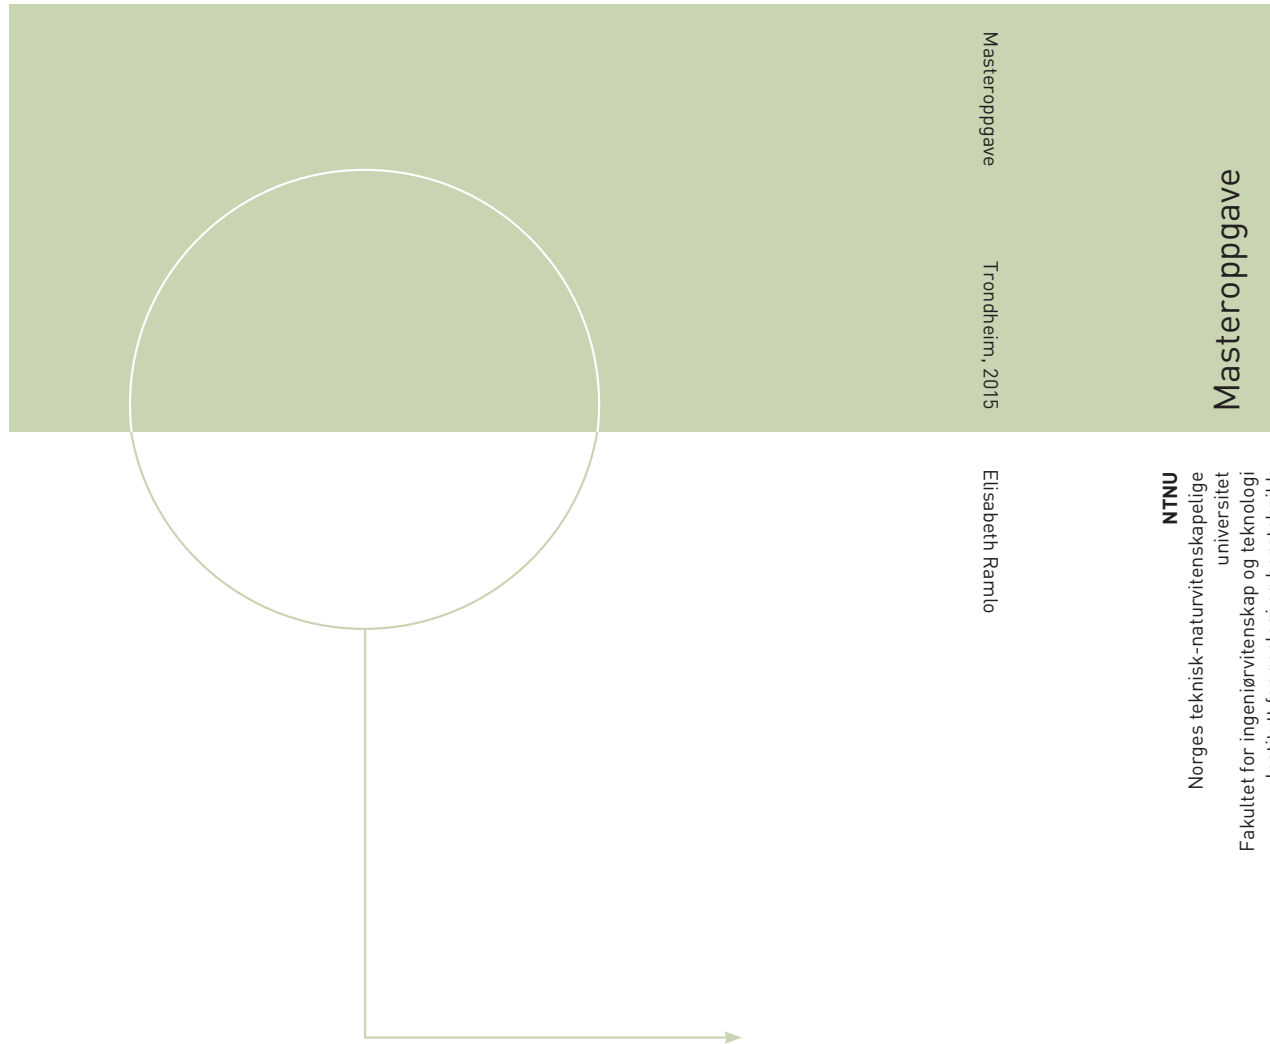 Masteroppgave
Trondheim, 2015
Elisabeth Ramlo
Masteroppgave
NTNU
Norges teknisk-naturvitenskapelige
universitet
Fakultet for ingeniørvitenskap og teknologi